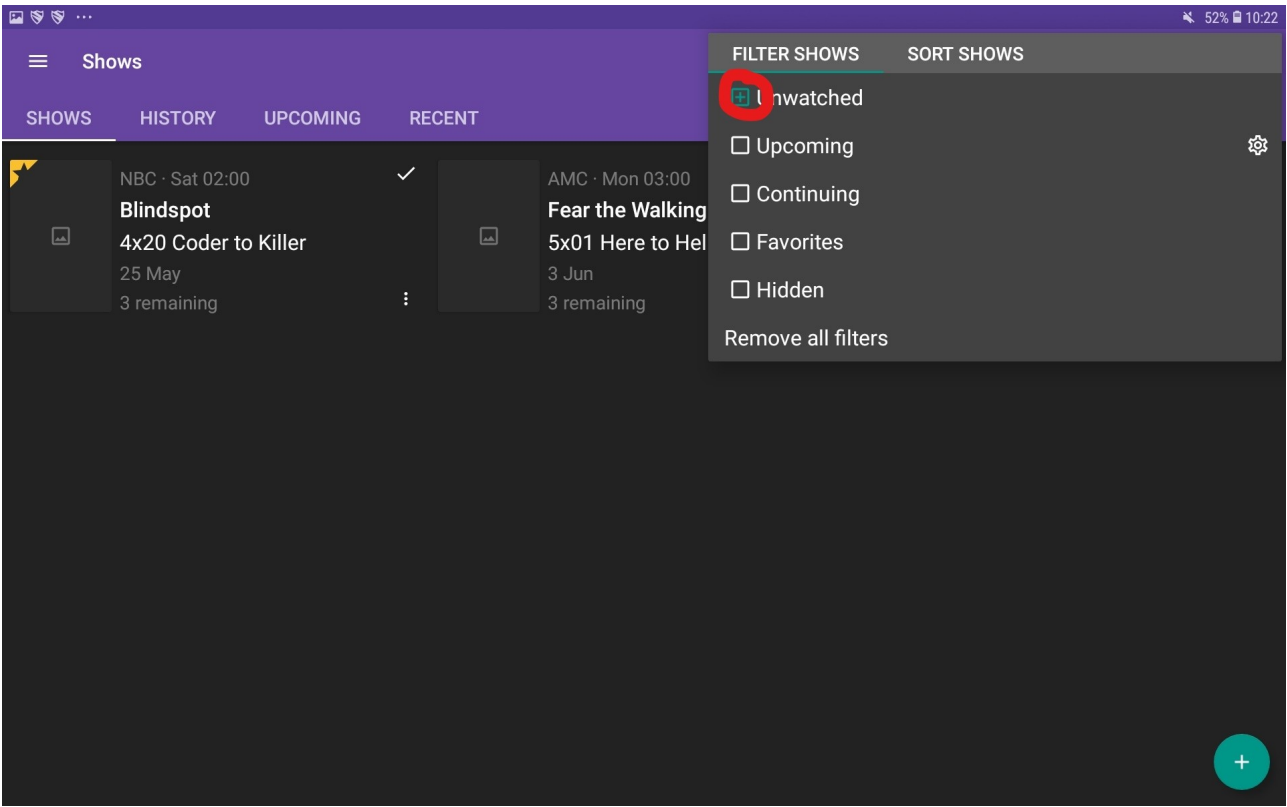 52% 10:22
Shows
FILTER SHOWS SORT SHOWS
SHOWS HISTORY UPCOMING RECENT
Unwatched
Upcoming
Continuing
Favorites
Hidden
Remove all filters
NBC · Sat 02:00
Blindspot
4x20 Coder to Killer
25 May
3 remaining
AMC · Mon 03:00
Fear the Walking
5x01 Here to Hel
3 Jun
3 remaining